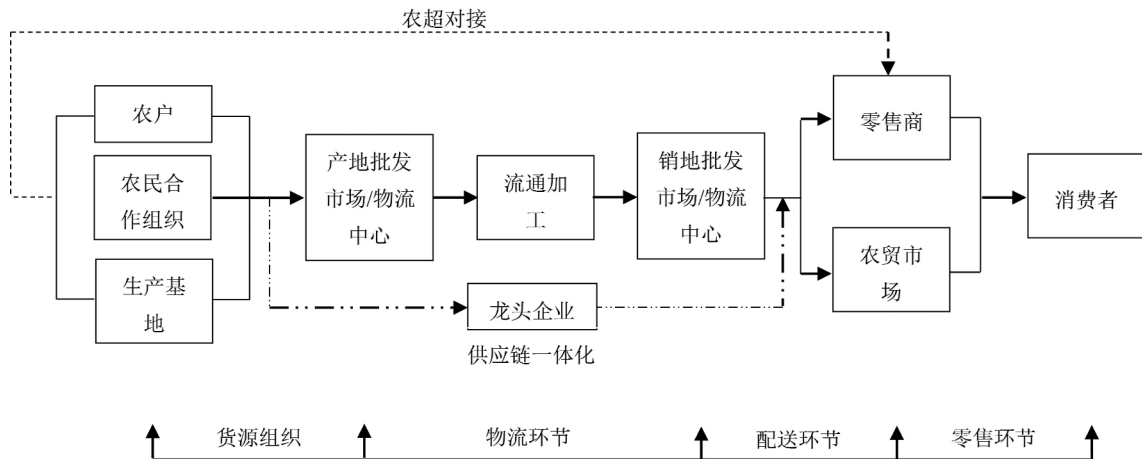 农超对接
农户
农民合
作组织
生产基
地
产地批发
市场/物流
中心
流通加
工
销地批发
市场/物流
中心
龙头企业
供应链一体化
零售商
农贸市
场
消费者
货源组织
物流环节
配送环节
零售环节